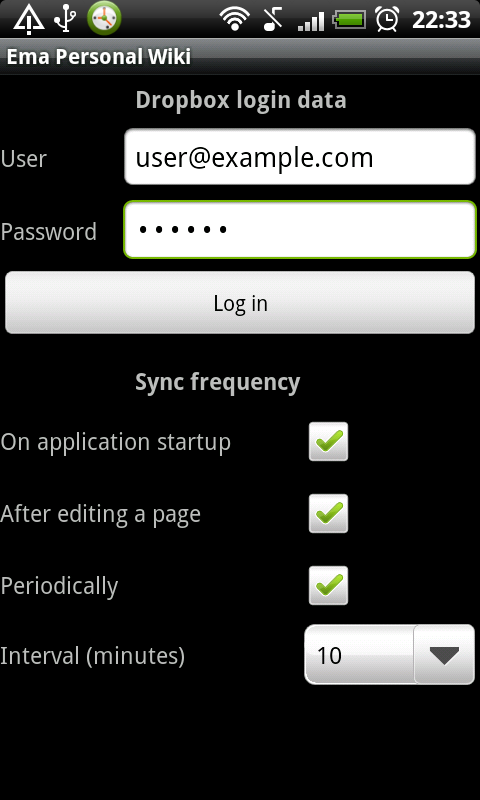 22:33
Ema Personal Wiki
Dropbox login data
User
user@example.com
Password
••••••
Log in
Sync frequency
On application startup
After editing a page
Periodically
Interval (minutes)
10